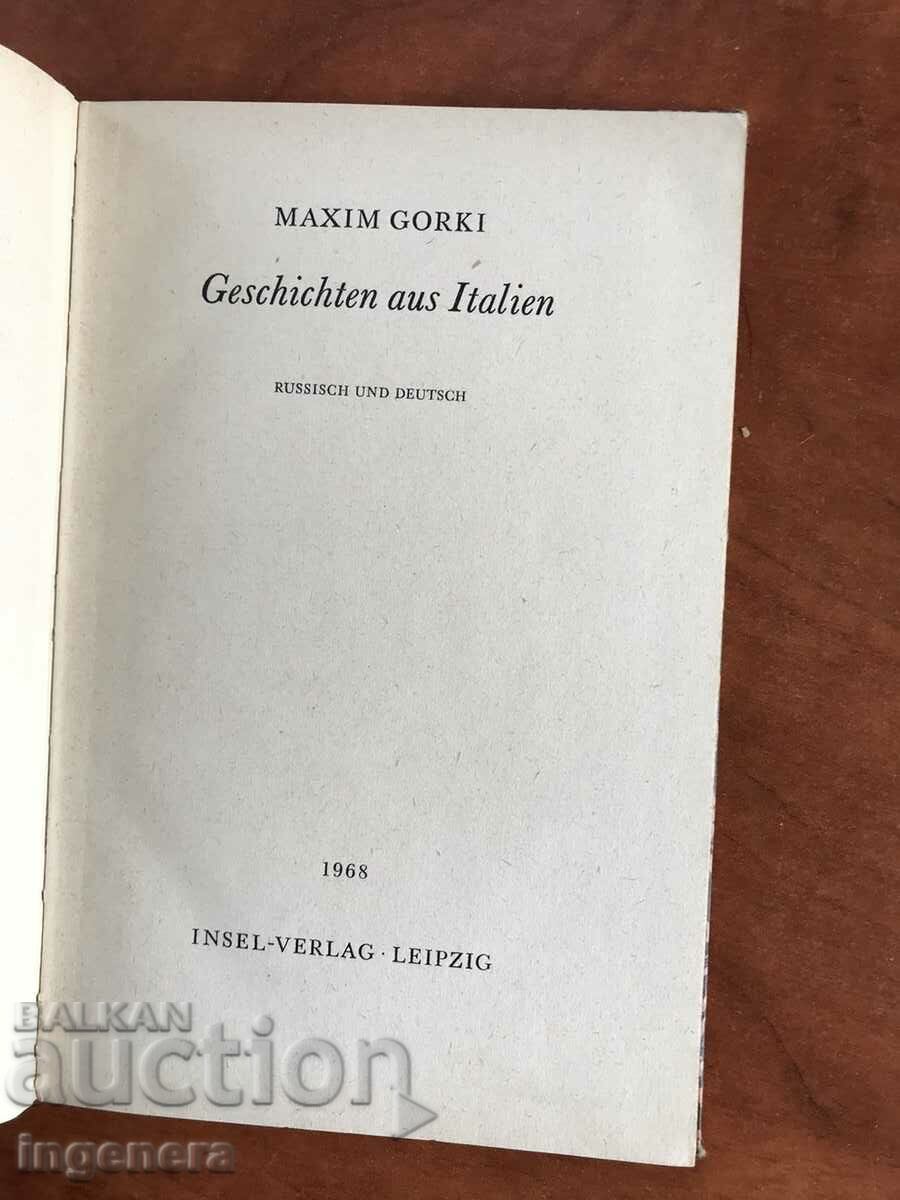 MAXIM GORKI
Geschichten aus Italien
RUSSISCH UND DEUTSCH
1968
INSEL-VERLAG · LEIPZIG
BALKAN
auction
ingenera